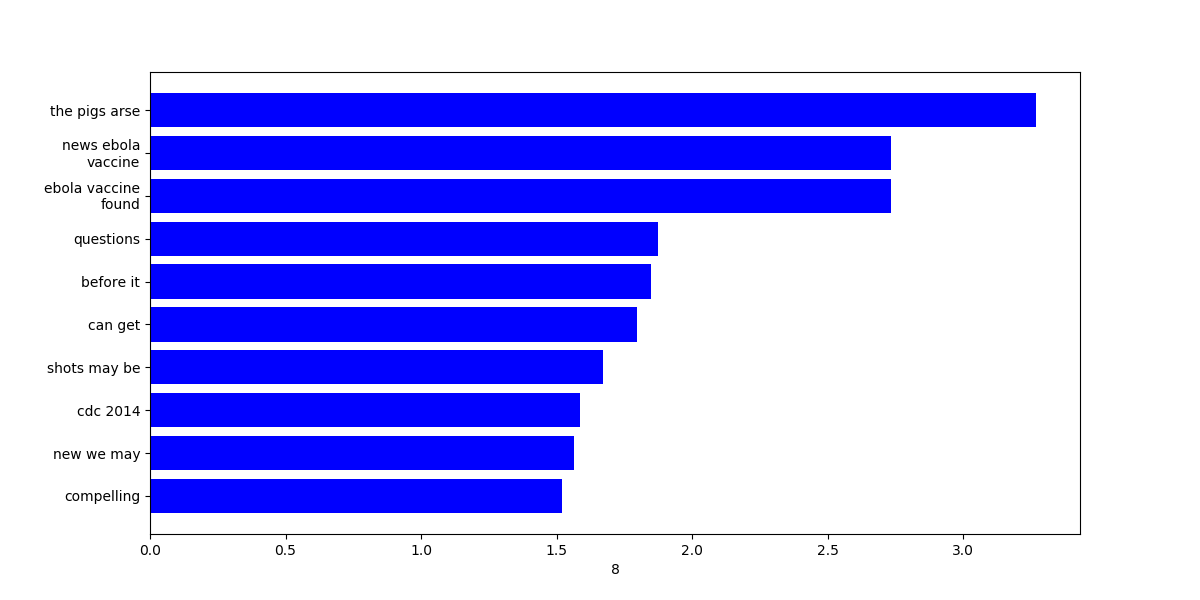 the pigs arse
news ebola
vaccine
ebola vaccine
found
questions
before it
can get
shots may be
cdc 2014
new we may
compelling
0.0 0.5 1.0 1.5 2.0 2.5 3.0
8